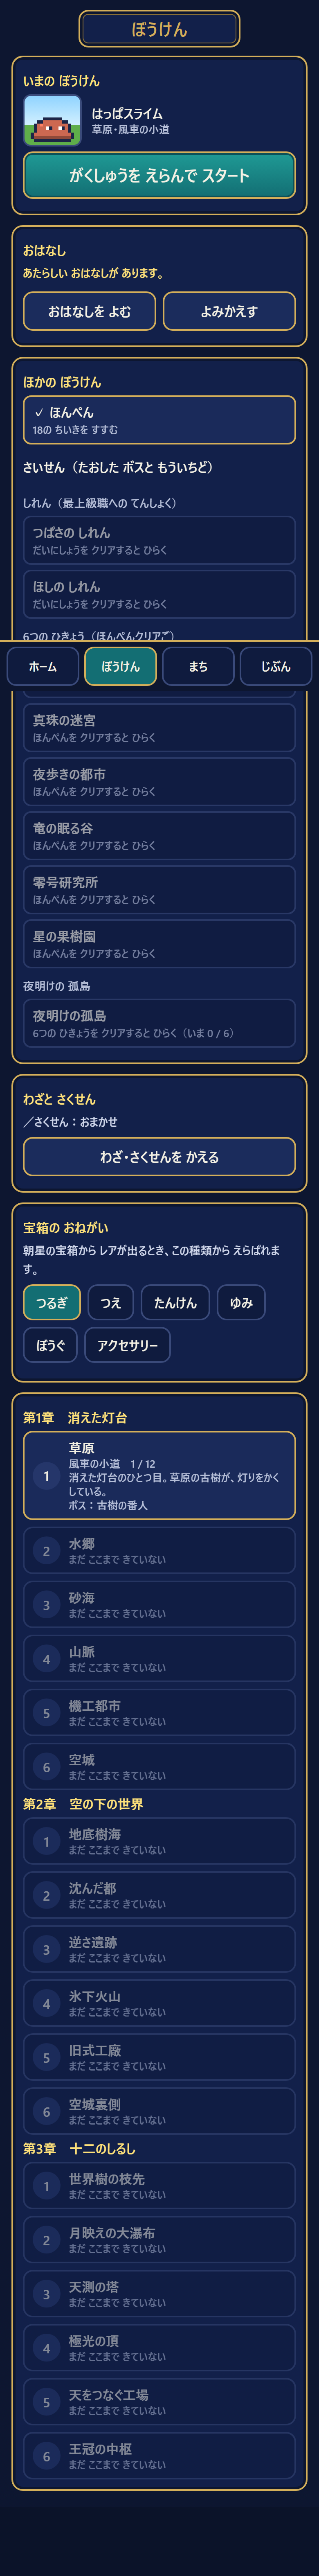 ぼうけん
いまの ぼうけん
はっぱスライム
草原・風車の小道
がくしゅうを えらんで スタート
おはなし
あたらしい おはなしが あります。
おはなしを よむ
よみかえす
ほかの ぼうけん
✓ ほんぺん
18の ちいきを すすむ
さいせん（たおした ボスと もういちど）
しれん（最上級職への てんしょく）
つばさの しれん
だいにしょうを クリアすると ひらく
ほしの しれん
だいにしょうを クリアすると ひらく
6つの ひきょう（ほんぺんクリアご）
ホーム
ぼうけん
まち
じぶん
真珠の迷宮
ほんぺんを クリアすると ひらく
夜歩きの都市
ほんぺんを クリアすると ひらく
竜の眠る谷
ほんぺんを クリアすると ひらく
零号研究所
ほんぺんを クリアすると ひらく
星の果樹園
ほんぺんを クリアすると ひらく
夜明けの 孤島
夜明けの孤島
6つの ひきょうを クリアすると ひらく（いま 0 / 6）
わざと さくせん
／さくせん：おまかせ
わざ・さくせんを かえる
宝箱の おねがい
朝星の宝箱から レアが出るとき、この種類から えらばれま
す。
つるぎ
つえ
たんけん
ゆみ
ぼうぐ
アクセサリー
第1章 消えた灯台
1
草原
風車の小道 1 / 12
消えた灯台のひとつ目。草原の古樹が、灯りをかく
している。
ボス：古樹の番人
2
水郷
まだ ここまで きていない
3
砂海
まだ ここまで きていない
4
山脈
まだ ここまで きていない
5
機工都市
まだ ここまで きていない
6
空城
まだ ここまで きていない
第2章 空の下の世界
1
地底樹海
まだ ここまで きていない
2
沈んだ都
まだ ここまで きていない
3
逆さ遺跡
まだ ここまで きていない
4
氷下火山
まだ ここまで きていない
5
旧式工廠
まだ ここまで きていない
6
空城裏側
まだ ここまで きていない
第3章 十二のしるし
1
世界樹の枝先
まだ ここまで きていない
2
月映えの大瀑布
まだ ここまで きていない
3
天測の塔
まだ ここまで きていない
4
極光の頂
まだ ここまで きていない
5
天をつなぐ工場
まだ ここまで きていない
6
王冠の中枢
まだ ここまで きていない